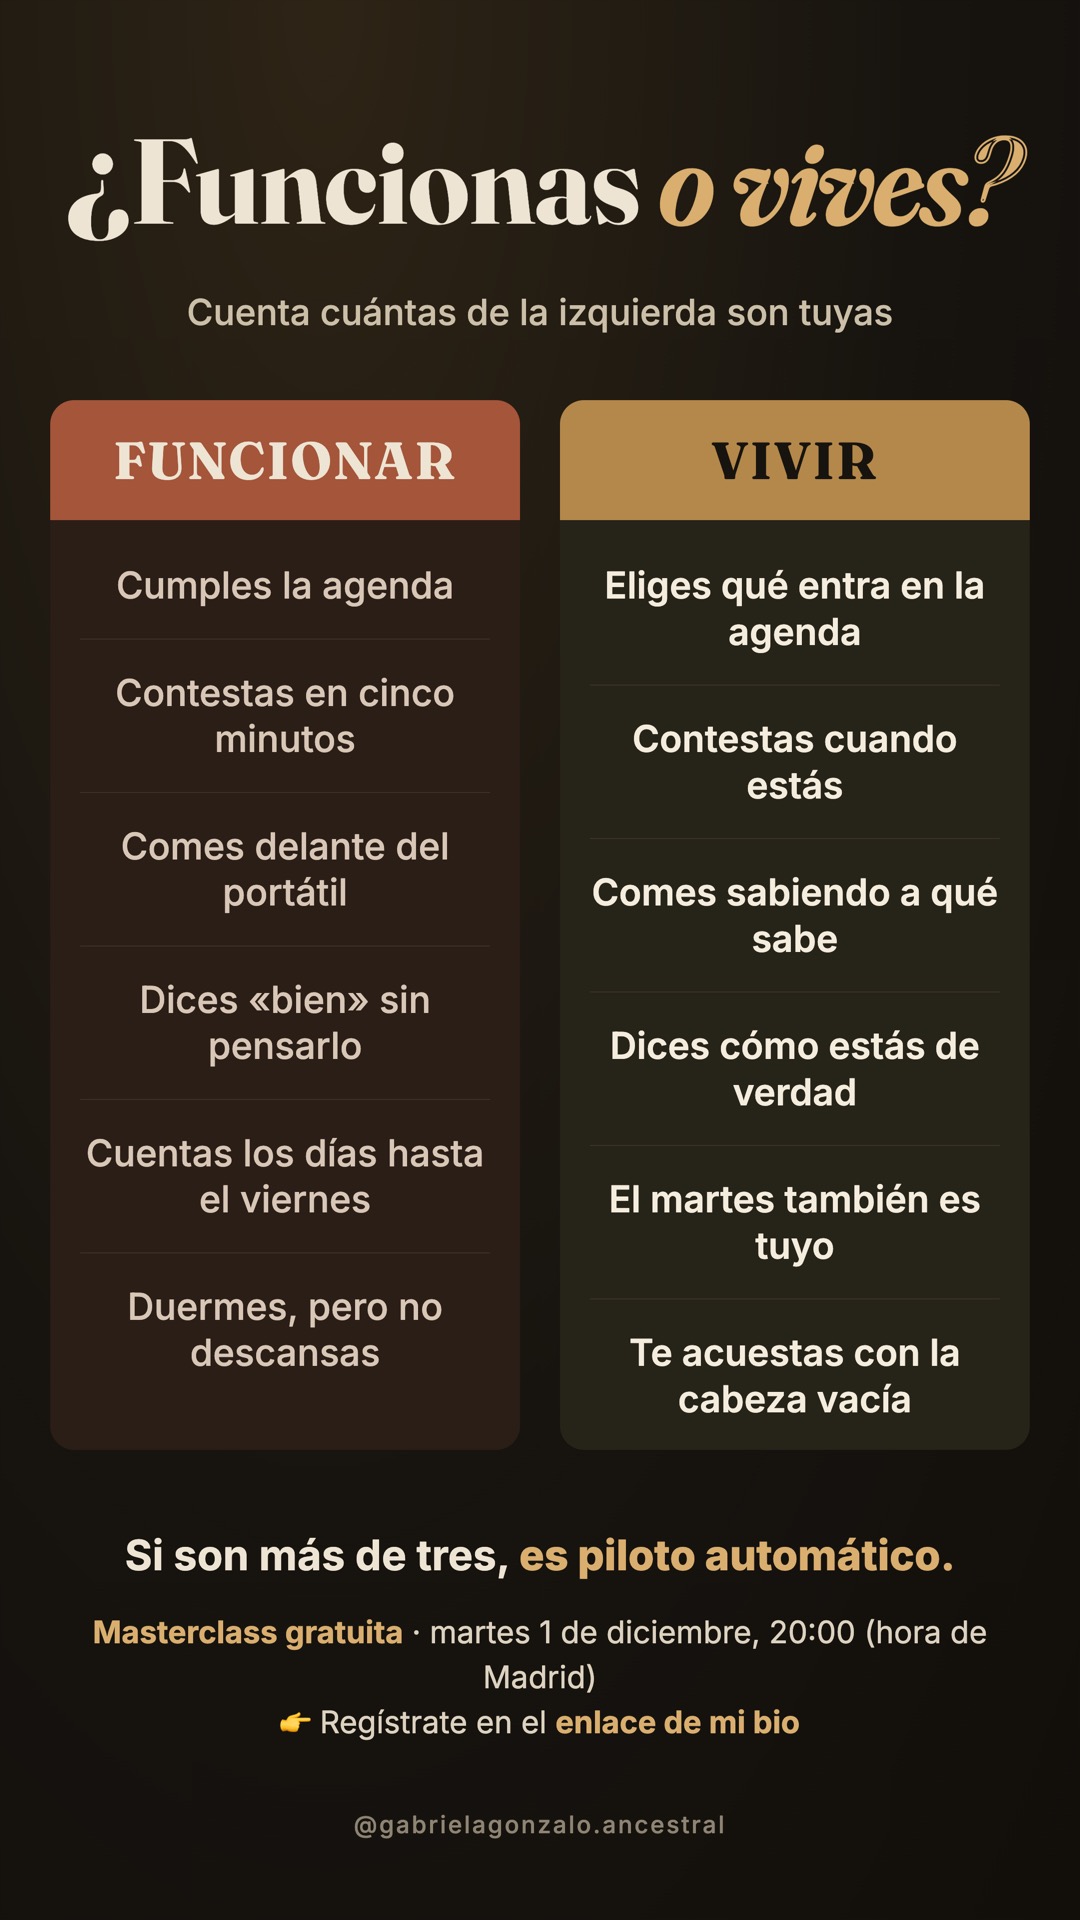 ¿Funcionas o vives?
Cuenta cuántas de la izquierda son tuyas
FUNCIONAR
Cumples la agenda
Contestas en cinco
minutos
Comes delante del
portátil
Dices «bien» sin
pensarlo
Cuentas los días hasta
el viernes
Duermes, pero no
descansas
VIVIR
Eliges qué entra en la
agenda
Contestas cuando
estás
Comes sabiendo a qué
sabe
Dices cómo estás de
verdad
El martes también es
tuyo
Te acuestas con la
cabeza vacía
Si son más de tres, es piloto automático.
Masterclass gratuita · martes 1 de diciembre, 20:00 (hora de
Madrid)
👉 Regístrate en el enlace de mi bio
@gabrielagonzalo.ancestral